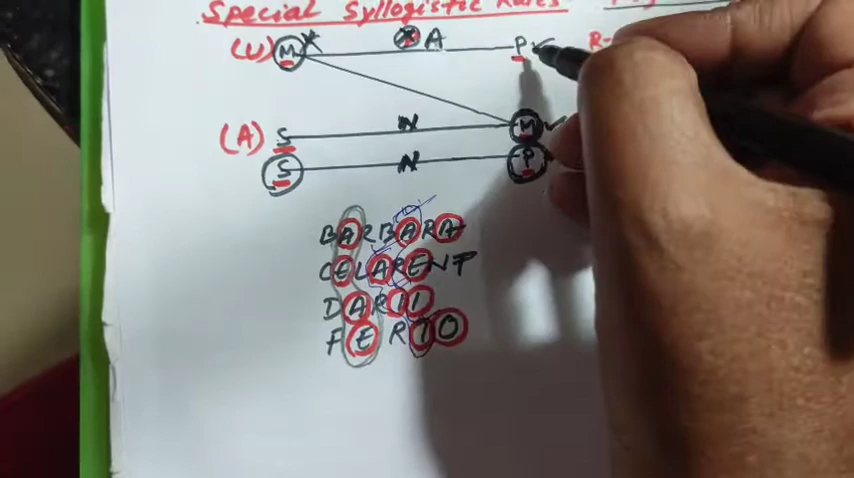 Special Syllogistic Rules
(U) M A P R-
M
(A) S N
S N P
BARBARA
CELARENT
DARII
FERIO